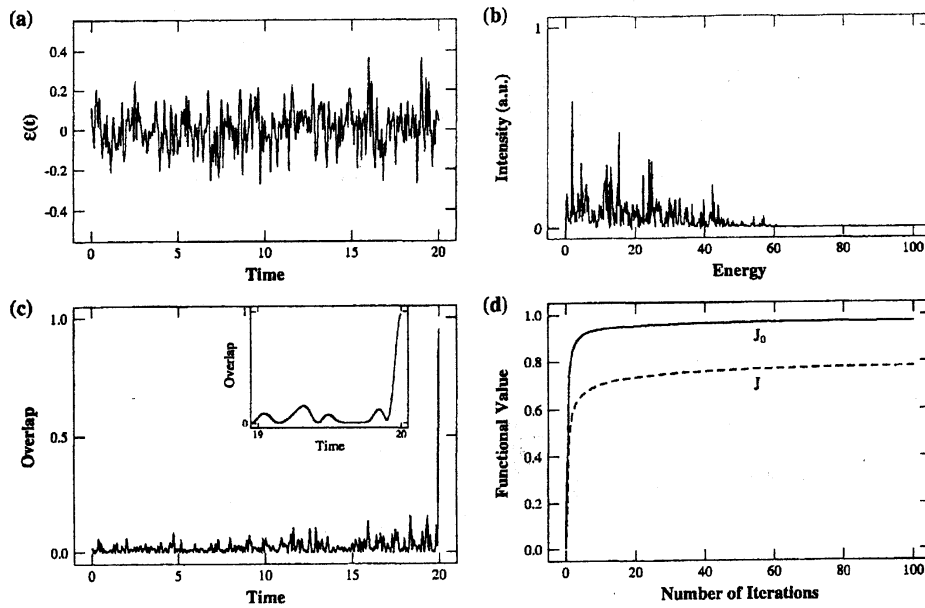 (a)
0.4
0.2
0
-0.2
-0.4
ε(t)
0 5 10 15 20
Time
(b)
1
0
Intensity (a.u.)
0 20 40 60 80 100
Energy
(c)
1.0
0.5
0.0
Overlap
0 5 10 15 20
Time
1
0
Overlap
19 20
Time
(d)
1.0
0.8
0.6
0.4
0.2
0.0
Functional Value
J₀
J
0 20 40 60 80 100
Number of Iterations